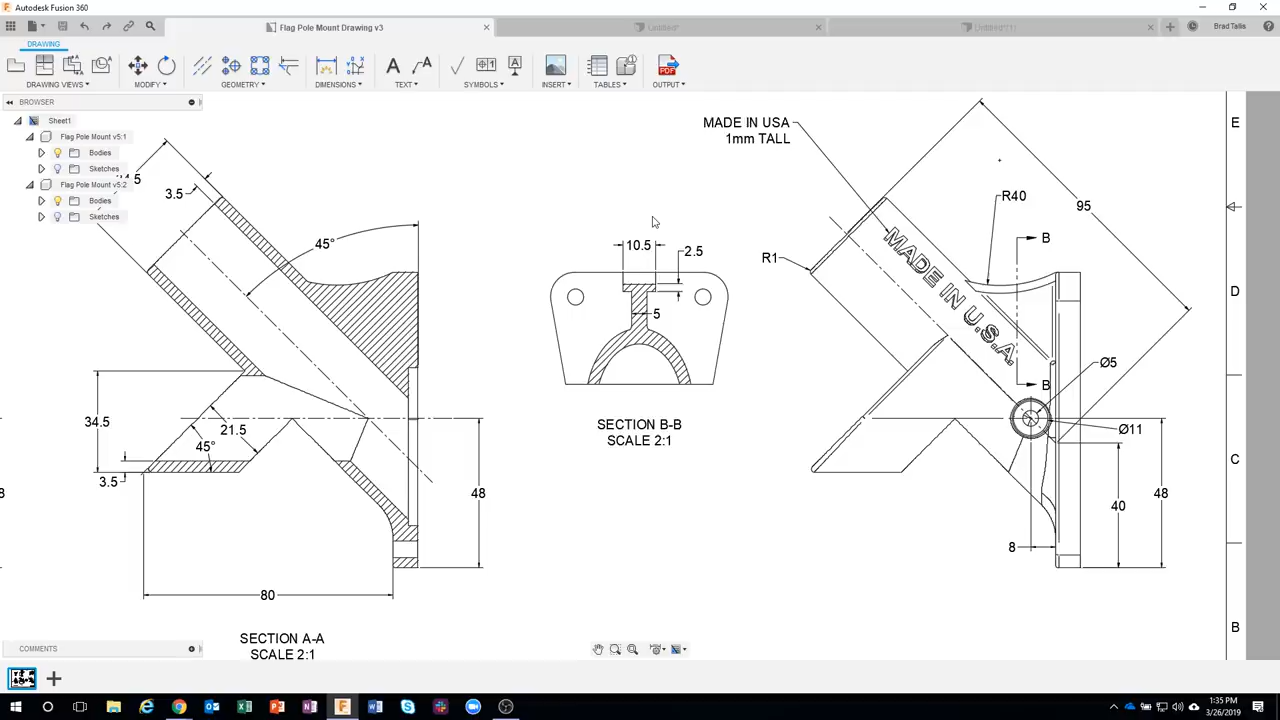 Autodesk Fusion 360
Flag Pole Mount Drawing v3
Untitled*
Untitled*(1)
Brad Tallis
DRAWING
DRAWING VIEWS
MODIFY
GEOMETRY
DIMENSIONS
TEXT
SYMBOLS
INSERT
TABLES
OUTPUT
PDF
BROWSER
Sheet1
Flag Pole Mount v5:1
Bodies
Sketches
Flag Pole Mount v5:2
Bodies
Sketches
3.5
45°
34.5
21.5
45°
3.5
48
80
SECTION A-A
SCALE 2:1
10.5
2.5
5
SECTION B-B
SCALE 2:1
MADE IN USA
1mm TALL
R40
95
B
R1
MADE IN U.S.A.
Ø5
B
Ø11
40
48
8
E
D
C
B
COMMENTS
1:35 PM
3/26/2019